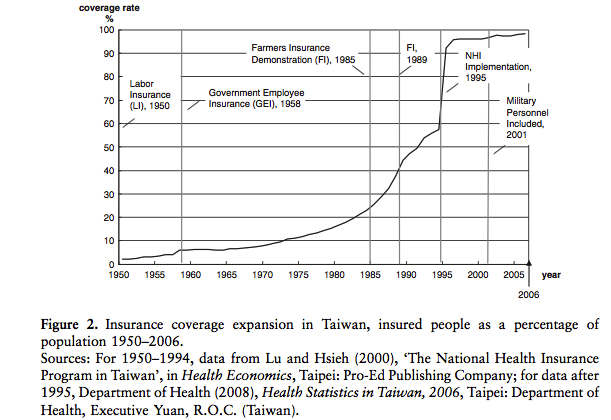 coverage rate
%
100
90
80
70
60
50
40
30
20
10
0
Labor
Insurance
(LI), 1950
Government Employee
Insurance (GEI), 1958
Farmers Insurance
Demonstration (FI), 1985
FI,
1989
NHI
Implementation,
1995
Military
Personnel
Included,
2001
1950 1955 1960 1965 1970 1975 1980 1985 1990 1995 2000 2005 year
2006
Figure 2. Insurance coverage expansion in Taiwan, insured people as a percentage of
population 1950–2006.
Sources: For 1950–1994, data from Lu and Hsieh (2000), ‘The National Health Insurance
Program in Taiwan’, in Health Economics, Taipei: Pro-Ed Publishing Company; for data after
1995, Department of Health (2008), Health Statistics in Taiwan, 2006, Taipei: Department of
Health, Executive Yuan, R.O.C. (Taiwan).